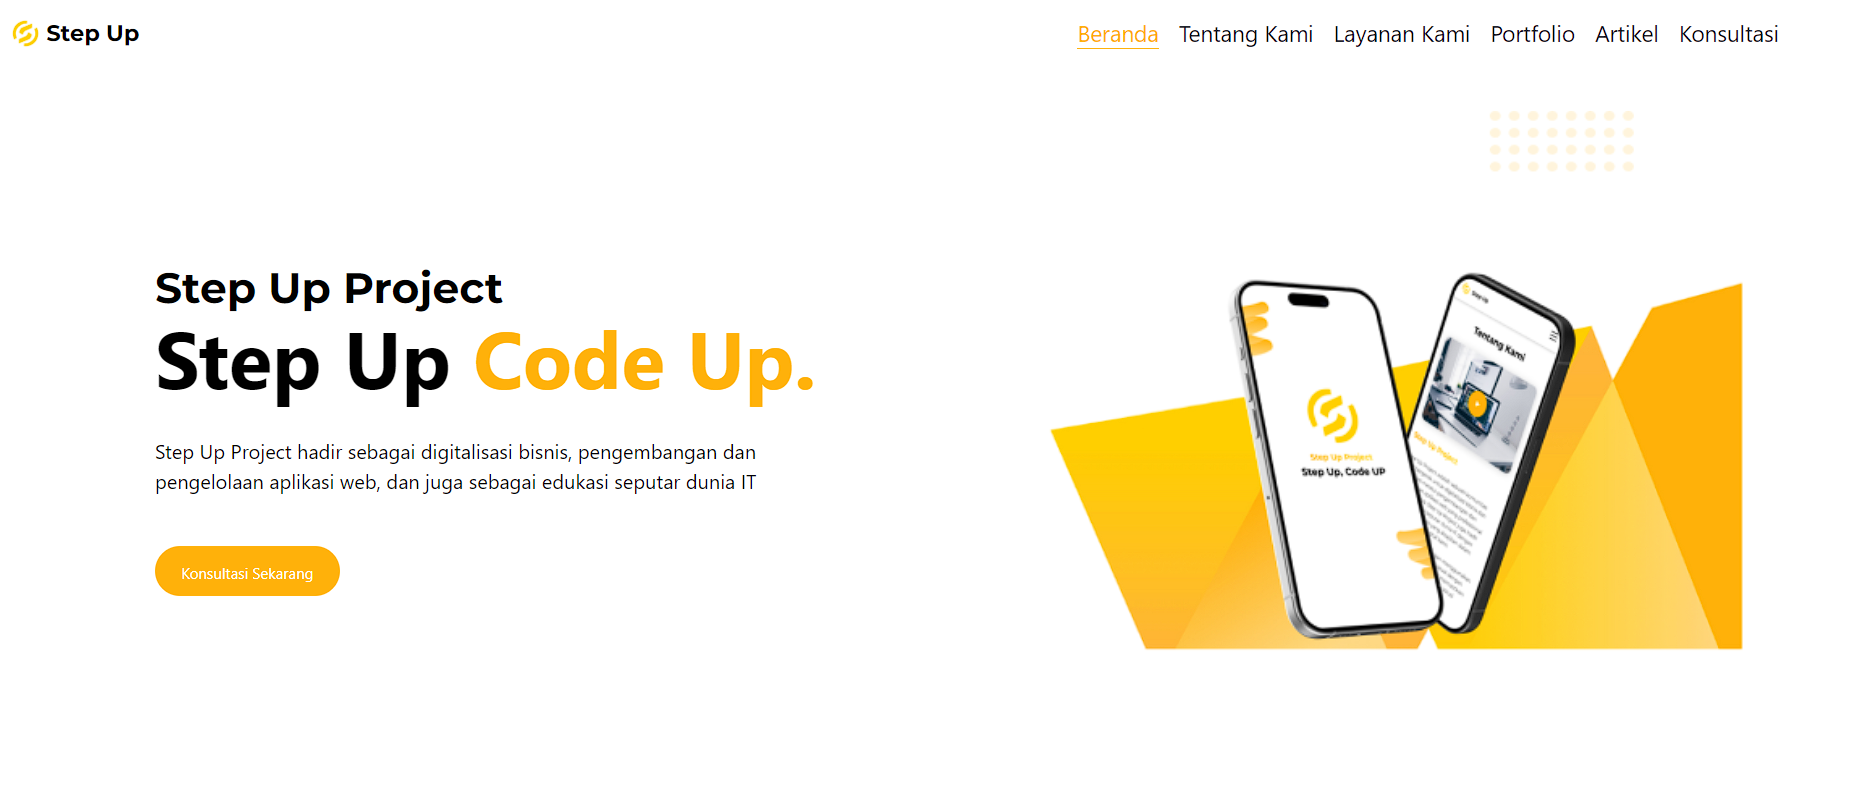 Step Up
Beranda Tentang Kami Layanan Kami Portfolio Artikel Konsultasi
Step Up Project
Step Up Code Up.
Step Up Project hadir sebagai digitalisasi bisnis, pengembangan dan
pengelolaan aplikasi web, dan juga sebagai edukasi seputar dunia IT
Konsultasi Sekarang
Step Up Project
Step Up, Code UP
Step Up
Tentang Kami
Step Up Project